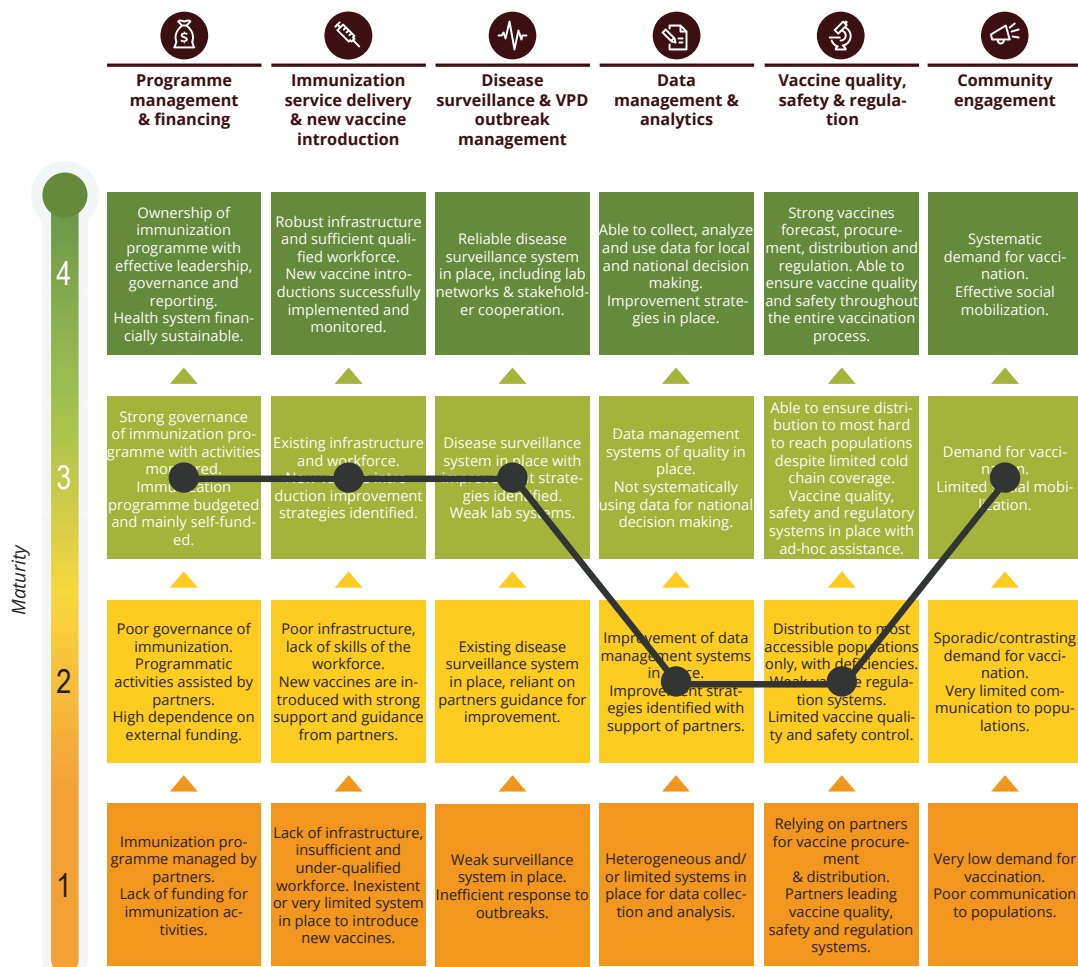 Programme
management
& financing
Immunization
service delivery
& new vaccine
introduction
Disease
surveillance & VPD
outbreak
management
Data
management &
analytics
Vaccine quality,
safety & regula-
tion
Community
engagement
Maturity
4
Ownership of
immunization
programme with
effective leadership,
governance and
reporting.
Health system finan-
cially sustainable.
Robust infrastructure
and sufficient quali-
fied workforce.
New vaccine intro-
ductions successfully
implemented and
monitored.
Reliable disease
surveillance system
in place, including lab
networks & stakehold-
er cooperation.
Able to collect, analyze
and use data for local
and national decision
making.
Improvement strate-
gies in place.
Strong vaccines
forecast, procure-
ment, distribution and
regulation. Able to
ensure vaccine quality
and safety throughout
the entire vaccination
process.
Systematic
demand for vacci-
nation.
Effective social
mobilization.
3
Strong governance
of immunization pro-
gramme with activities
monitored.
Immunization
programme budgeted
and mainly self-fund-
ed.
Existing infrastructure
and workforce.
New
duction improvement
strategies identified.
Disease surveillance
system in place with
improvement strate-
gies identified.
Weak lab systems.
Data management
systems of quality in
place.
Not systematically
using data for national
decision making.
Able to ensure distri-
bution to most hard
to reach populations
despite limited cold
chain coverage.
Vaccine quality,
safety and regulatory
systems in place with
ad-hoc assistance.
Demand for vacci-
nation.
Limited social mobi-
lization.
2
Poor governance of
immunization.
Programmatic
activities assisted by
partners.
High dependence on
external funding.
Poor infrastructure,
lack of skills of the
workforce.
New vaccines are in-
troduced with strong
support and guidance
from partners.
Existing disease
surveillance system
in place, reliant on
partners guidance for
improvement.
Improvement of data
management systems
in place.
Improvement strat-
egies identified with
support of partners.
Distribution to most
accessible populations
only, with deficiencies.
Weak vaccine regula-
tion systems.
Limited vaccine quali-
ty and safety control.
Sporadic/contrasting
demand for vacci-
nation.
Very limited com-
munication to popu-
lations.
1
Immunization pro-
gramme managed by
partners.
Lack of funding for
immunization ac-
tivities.
Lack of infrastructure,
insufficient and
under-qualified
workforce. Inexistent
or very limited system
in place to introduce
new vaccines.
Weak surveillance
system in place.
Inefficient response to
outbreaks.
Heterogeneous and/
or limited systems in
place for data collec-
tion and analysis.
Relying on partners
for vaccine procure-
ment
& distribution.
Partners leading
vaccine quality,
safety and regulation
systems.
Very low demand for
vaccination.
Poor communication
to populations.